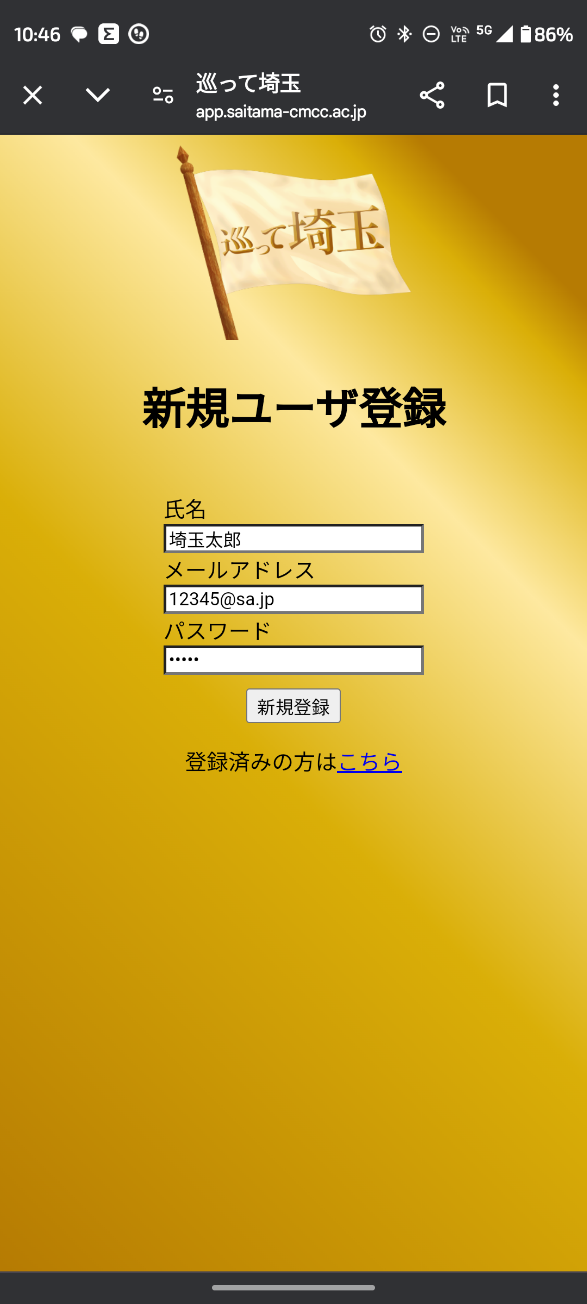 10:46
Vo)) LTE 5G 86%
巡って埼玉
app.saitama-cmcc.ac.jp
巡って埼玉
新規ユーザ登録
氏名
埼玉太郎
メールアドレス
12345@sa.jp
パスワード
•••••
新規登録
登録済みの方はこちら